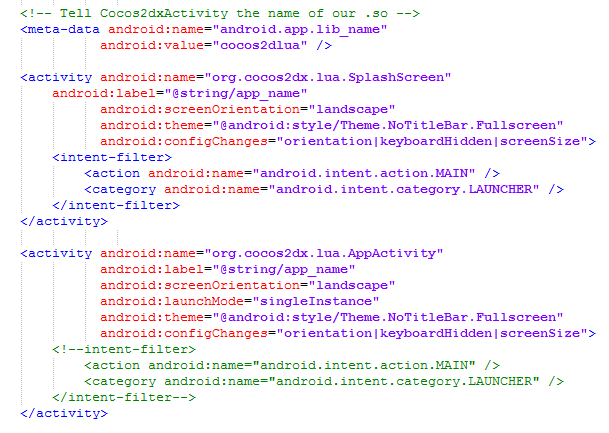 <!-- Tell Cocos2dxActivity the name of our .so -->
<meta-data android:name="android.app.lib_name"
android:value="cocos2dlua" />
<activity android:name="org.cocos2dx.lua.SplashScreen"
android:label="@string/app_name"
android:screenOrientation="landscape"
android:theme="@android:style/Theme.NoTitleBar.Fullscreen"
android:configChanges="orientation|keyboardHidden|screenSize">
<intent-filter>
<action android:name="android.intent.action.MAIN" />
<category android:name="android.intent.category.LAUNCHER" />
</intent-filter>
</activity>
<activity android:name="org.cocos2dx.lua.AppActivity"
android:label="@string/app_name"
android:screenOrientation="landscape"
android:launchMode="singleInstance"
android:theme="@android:style/Theme.NoTitleBar.Fullscreen"
android:configChanges="orientation|keyboardHidden|screenSize">
<!--intent-filter>
<action android:name="android.intent.action.MAIN" />
<category android:name="android.intent.category.LAUNCHER" />
</intent-filter-->
</activity>